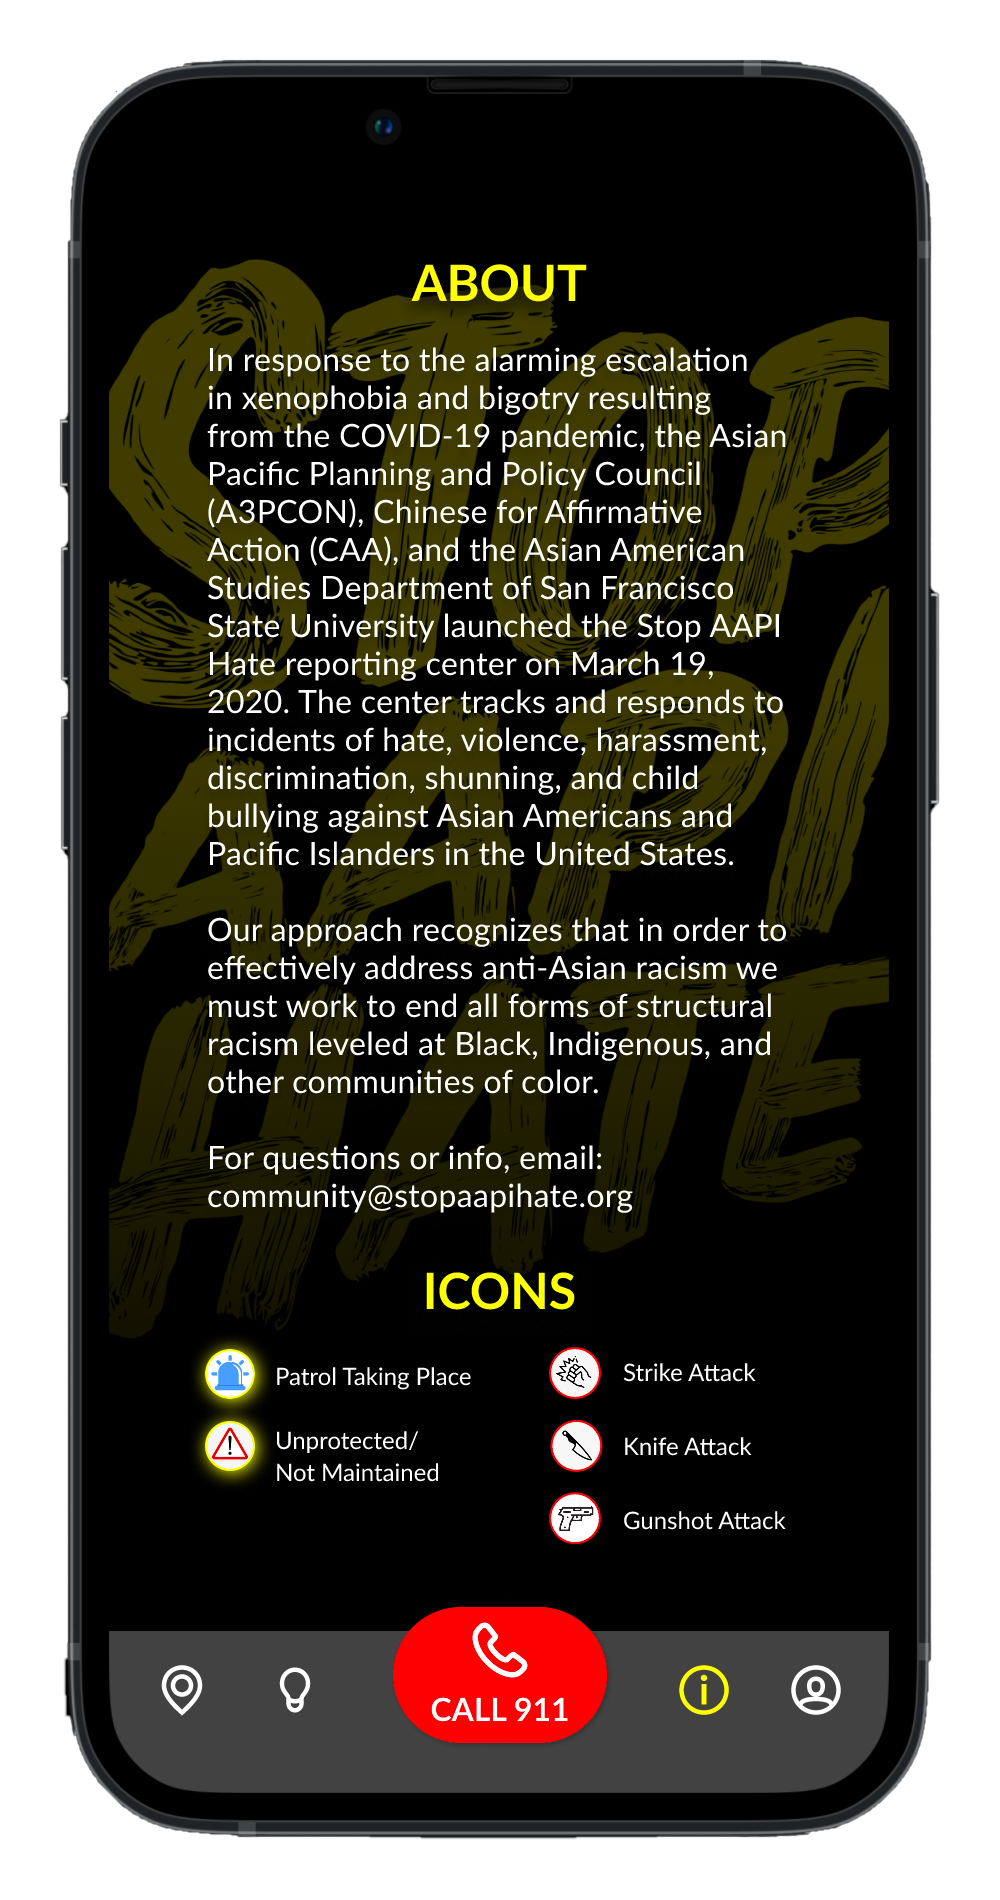 ABOUT
In response to the alarming escalation
in xenophobia and bigotry resulting
from the COVID-19 pandemic, the Asian
Pacific Planning and Policy Council
(A3PCON), Chinese for Affirmative
Action (CAA), and the Asian American
Studies Department of San Francisco
State University launched the Stop AAPI
Hate reporting center on March 19,
2020. The center tracks and responds to
incidents of hate, violence, harassment,
discrimination, shunning, and child
bullying against Asian Americans and
Pacific Islanders in the United States.
Our approach recognizes that in order to
effectively address anti-Asian racism we
must work to end all forms of structural
racism leveled at Black, Indigenous, and
other communities of color.
For questions or info, email:
community@stopaapihate.org
STOP
AAPI
HATE
ICONS
Patrol Taking Place
Unprotected/
Not Maintained
Strike Attack
Knife Attack
Gunshot Attack
CALL 911